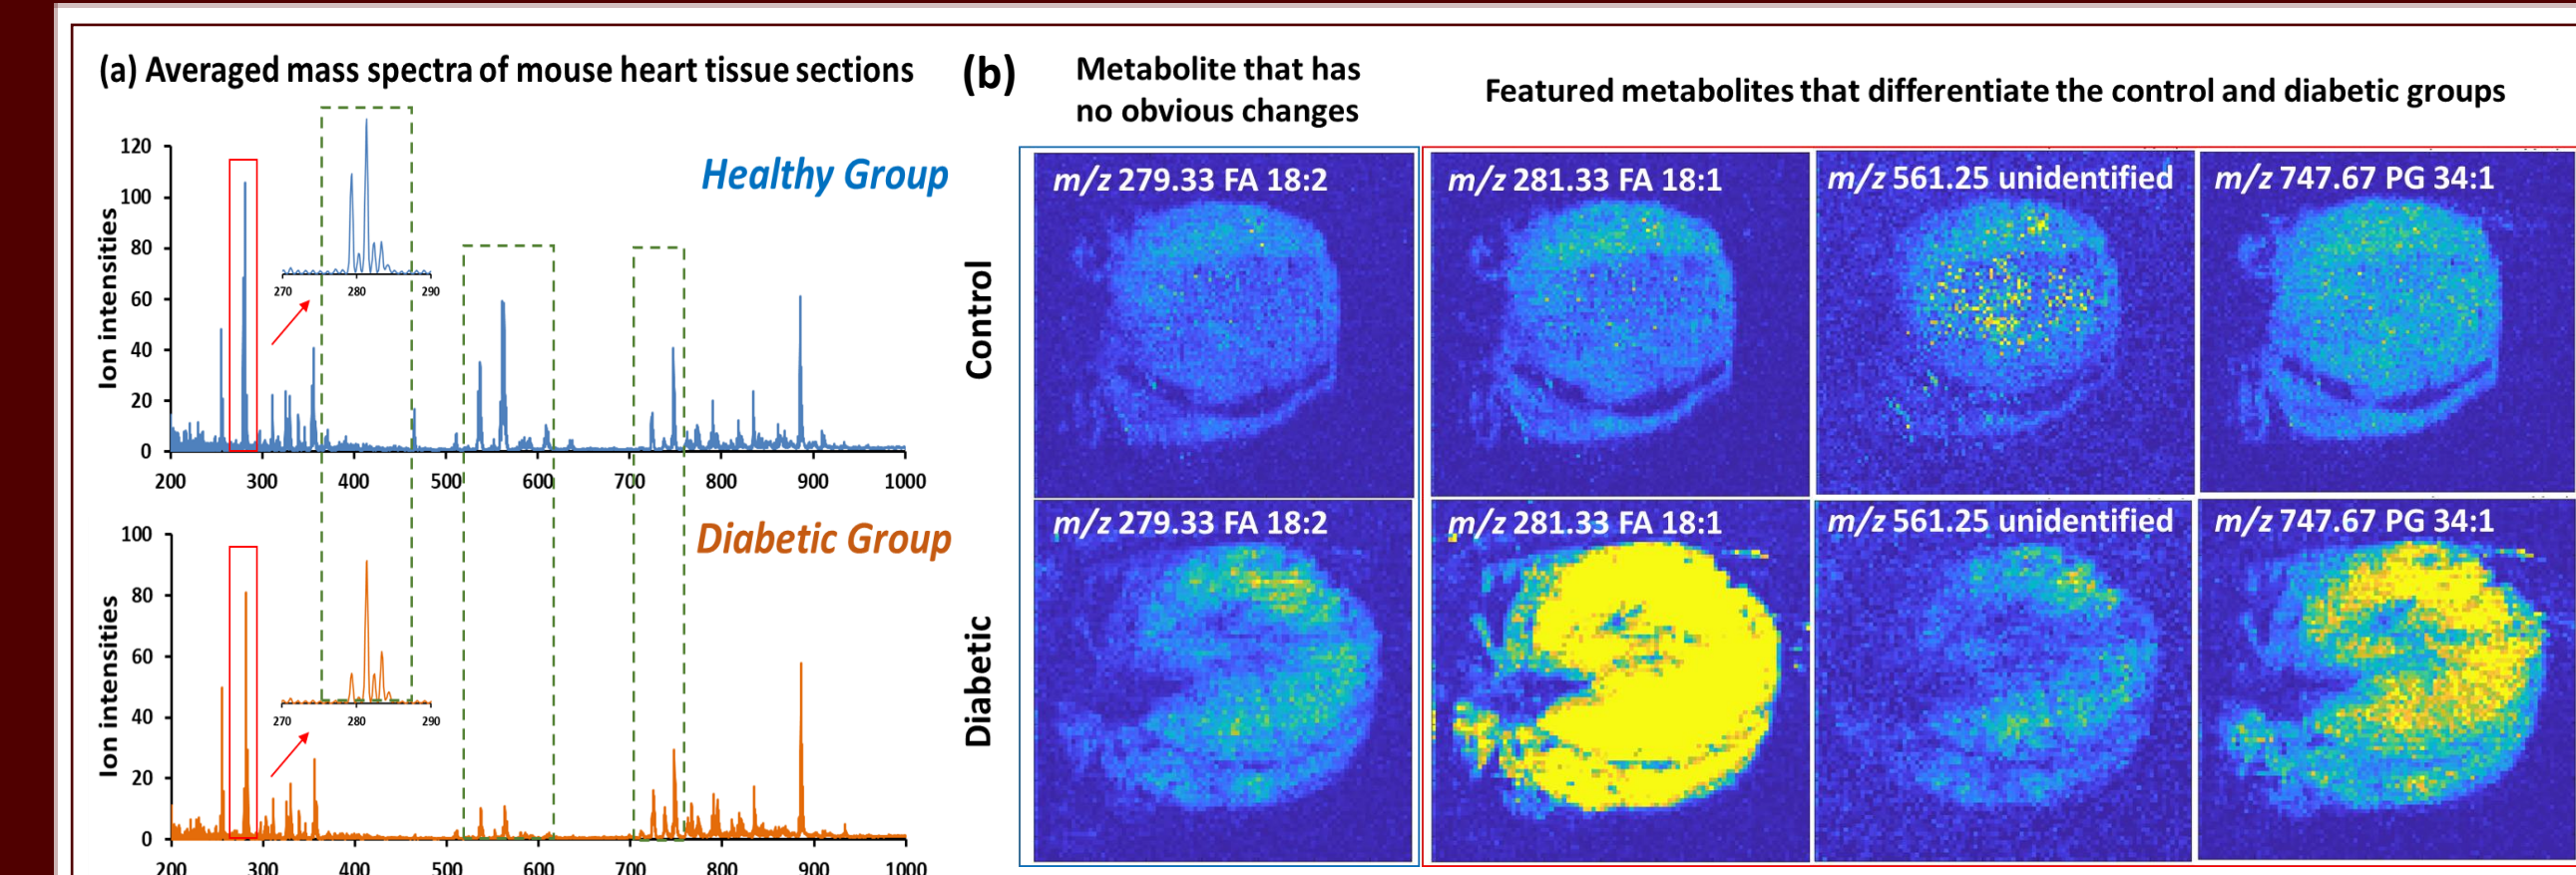 (a) Averaged mass spectra of mouse heart tissue sections
Healthy Group
Ion intensities
120
100
80
60
40
20
0
270 280 290
200 300 400 500 600 700 800 900 1000
Diabetic Group
Ion intensities
100
80
60
40
20
0
270 280 290
200 300 400 500 600 700 800 900 1000
(b)
Metabolite that has
no obvious changes
Featured metabolites that differentiate the control and diabetic groups
Control
m/z 279.33 FA 18:2
m/z 281.33 FA 18:1
m/z 561.25 unidentified
m/z 747.67 PG 34:1
Diabetic
m/z 279.33 FA 18:2
m/z 281.33 FA 18:1
m/z 561.25 unidentified
m/z 747.67 PG 34:1